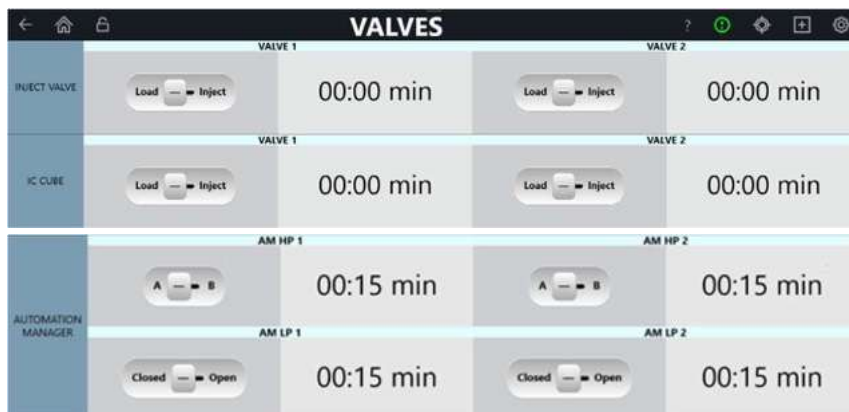 VALVES ?
VALVE 1 VALVE 2
INJECT VALVE Load Inject 00:00 min Load Inject 00:00 min
VALVE 1 VALVE 2
IC CUBE Load Inject 00:00 min Load Inject 00:00 min
AM HP 1 AM HP 2
A B 00:15 min A B 00:15 min
AUTOMATION
MANAGER
AM LP 1 AM LP 2
Closed Open 00:15 min Closed Open 00:15 min